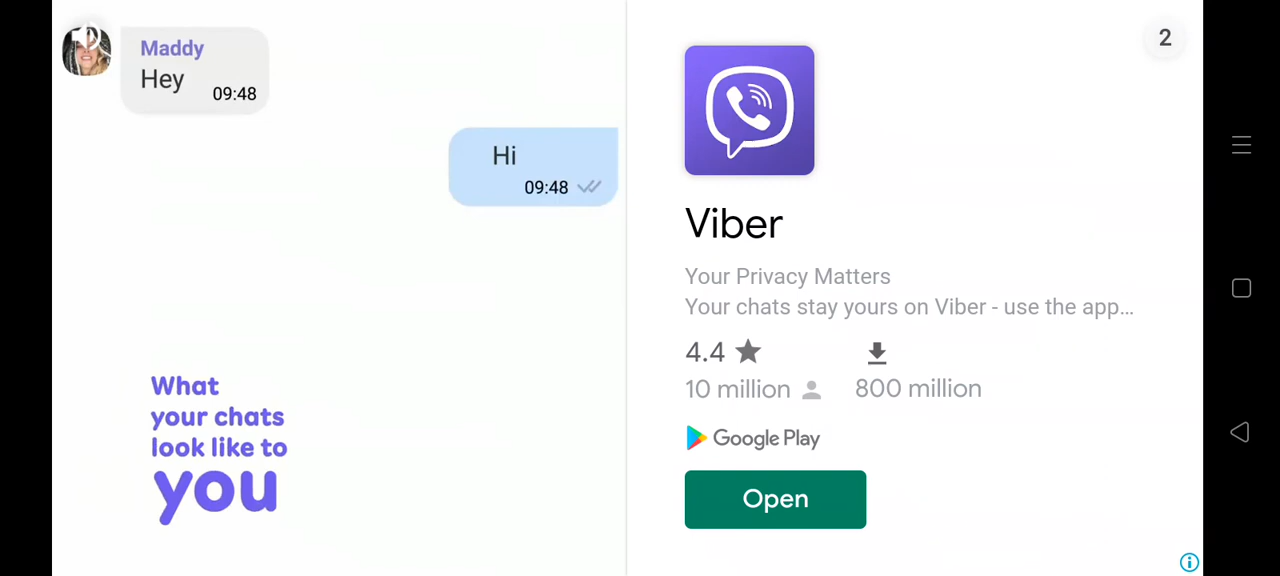 Maddy
Hey
09:48
Hi
09:48
What
your chats
look like to
you
2
Viber
Your Privacy Matters
Your chats stay yours on Viber - use the app...
4.4
10 million
800 million
Google Play
Open